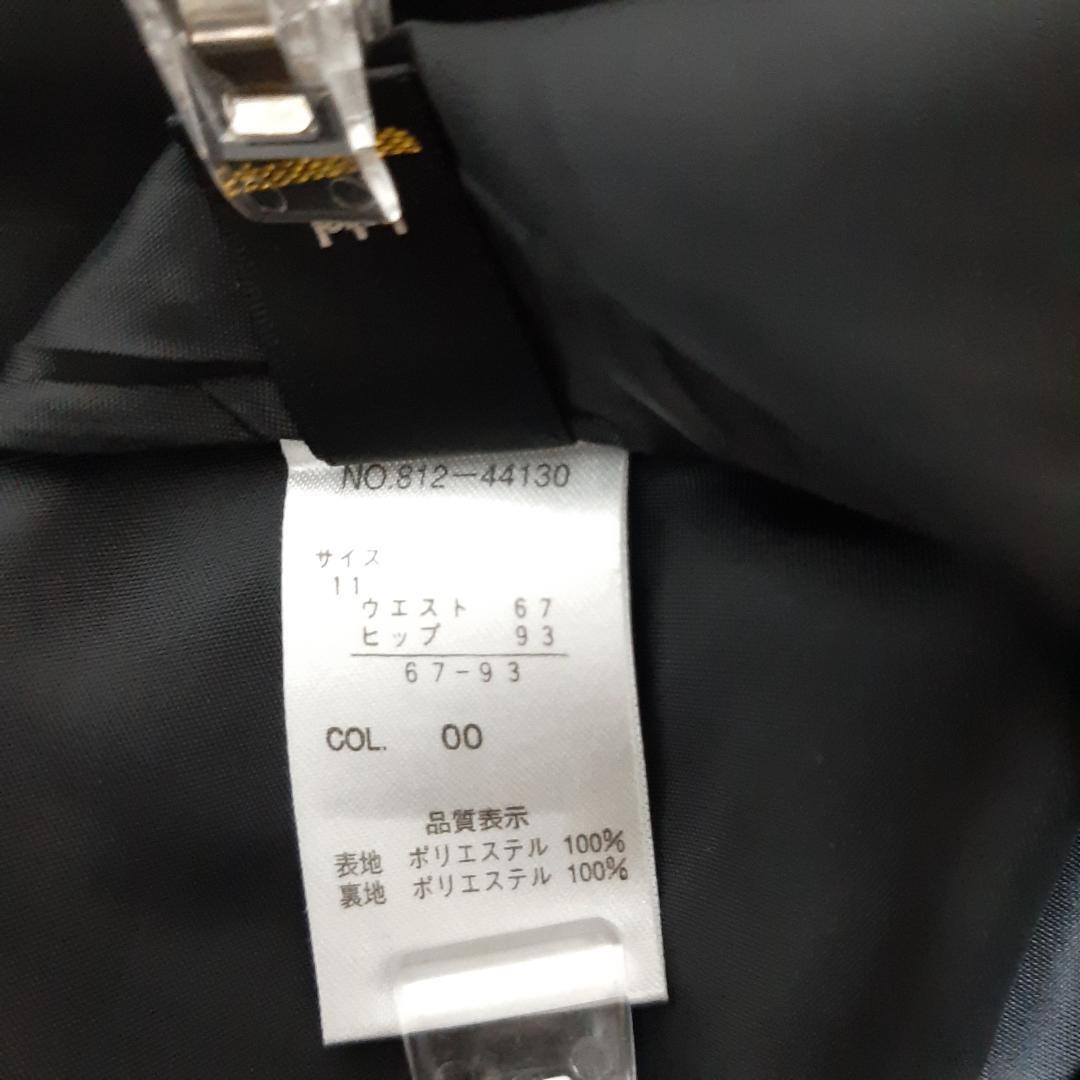 NO.812-44130
サイズ
11
ウエスト 67
ヒップ 93
67-93
COL. 00
品質表示
表地 ポリエステル 100%
裏地 ポリエステル 100%